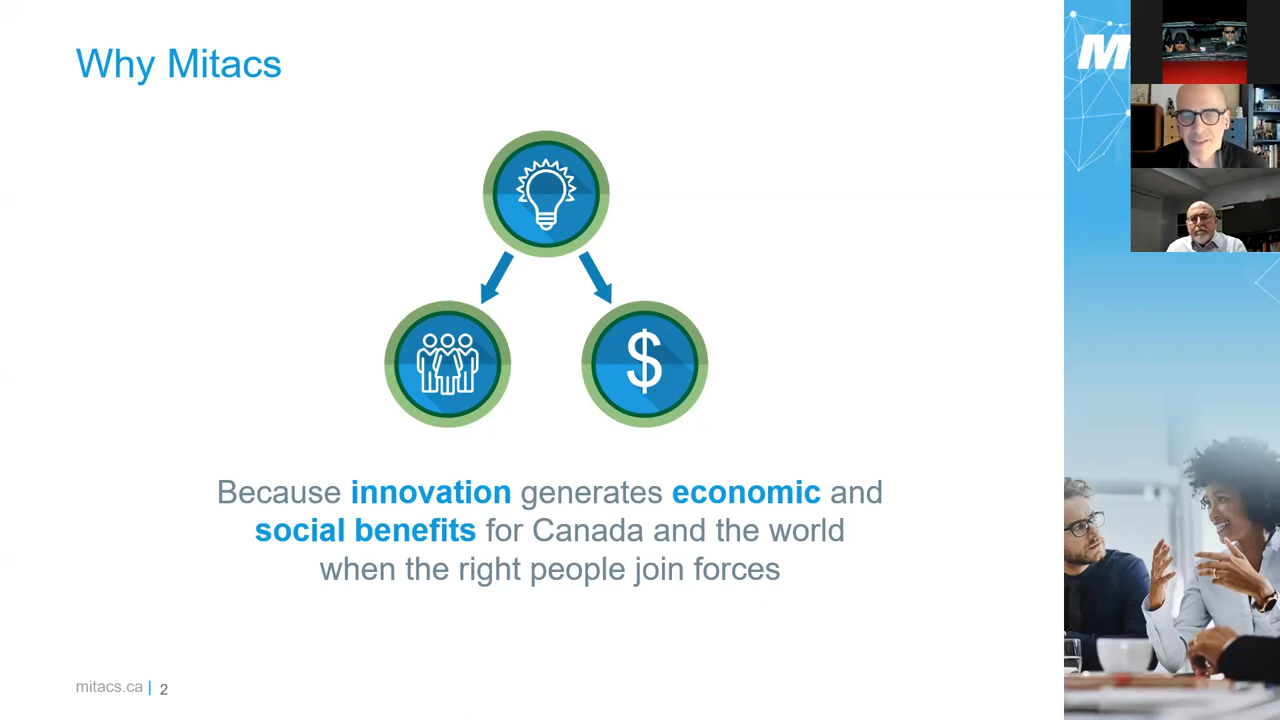 Why Mitacs
M
$
Because innovation generates economic and
social benefits for Canada and the world
when the right people join forces
mitacs.ca | 2